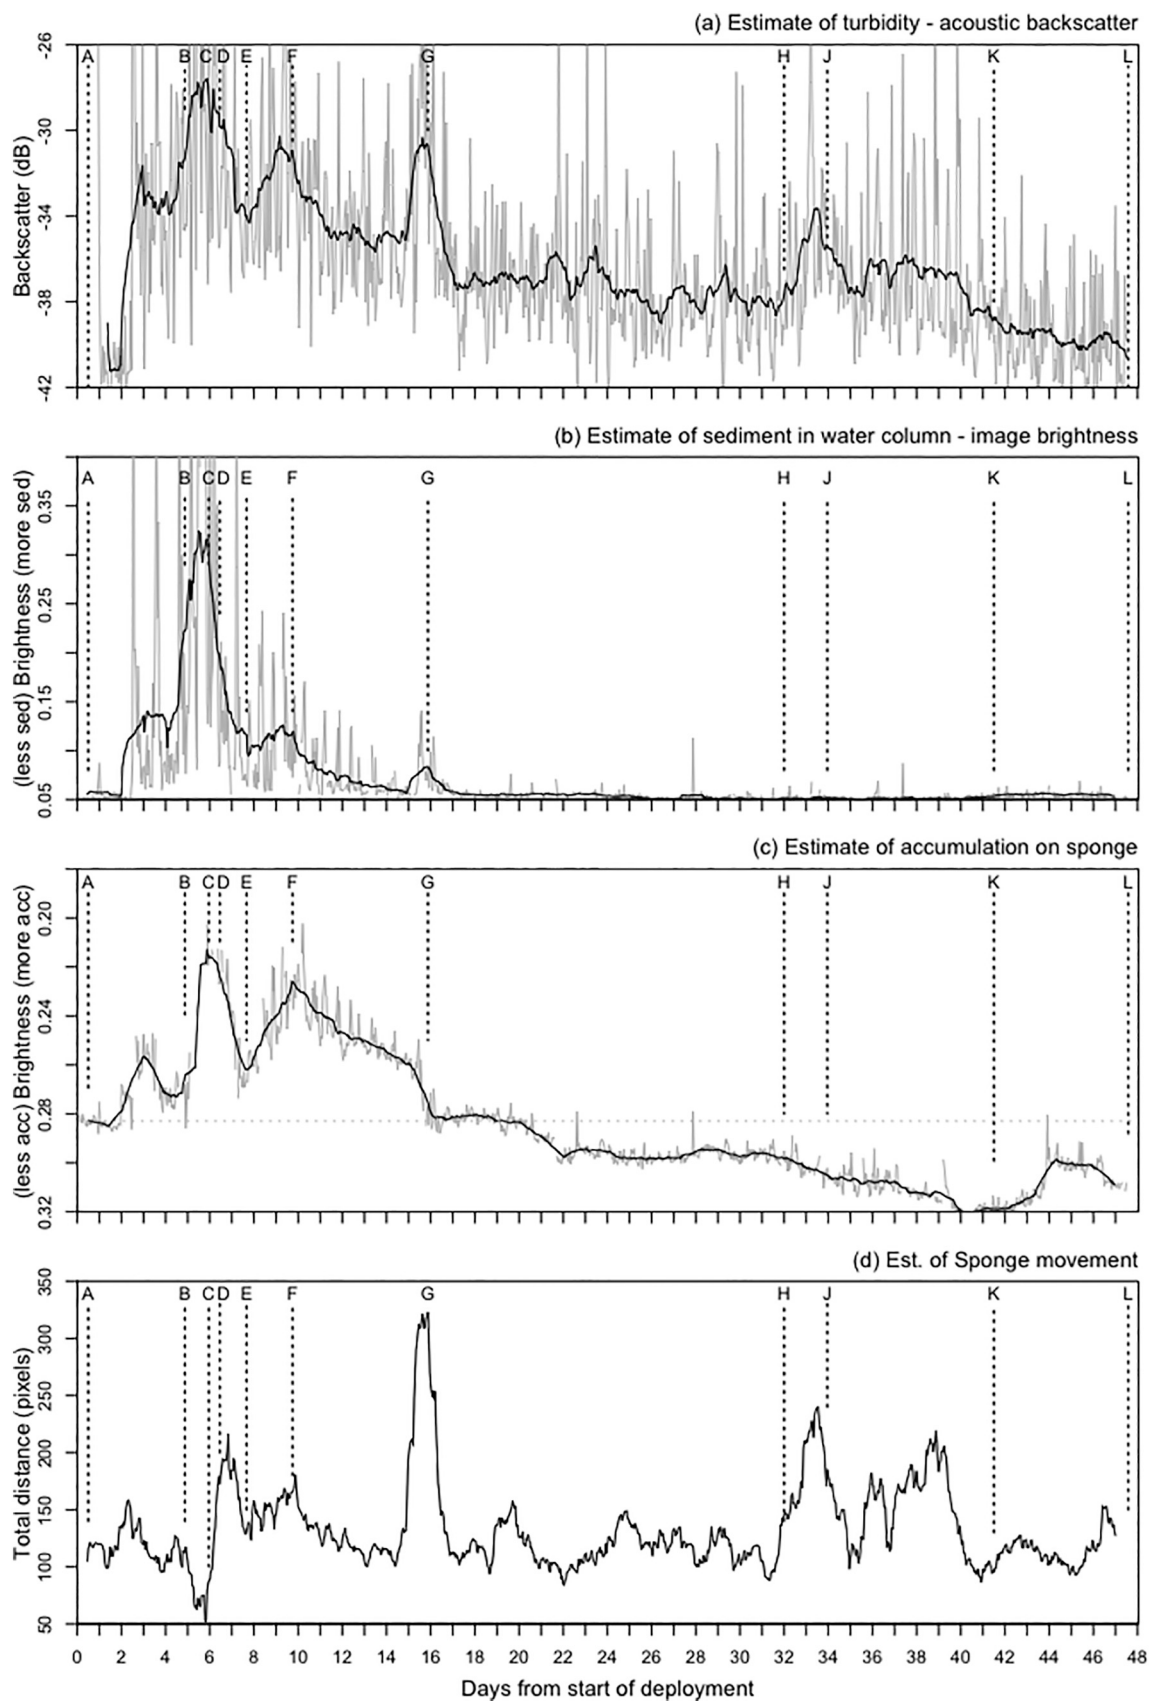 (a) Estimate of turbidity - acoustic backscatter
A B C D E F G H J K L
Backscatter (dB)
-26
-30
-34
-38
-42
(b) Estimate of sediment in water column - image brightness
A B C D E F G H J K L
(less sed) Brightness (more sed)
0.35
0.25
0.15
0.05
(c) Estimate of accumulation on sponge
A B C D E F G H J K L
(less acc) Brightness (more acc)
0.20
0.24
0.28
0.32
(d) Est. of Sponge movement
A B C D E F G H J K L
Total distance (pixels)
350
300
250
200
150
100
50
0 2 4 6 8 10 12 14 16 18 20 22 24 26 28 30 32 34 36 38 40 42 44 46 48
Days from start of deployment